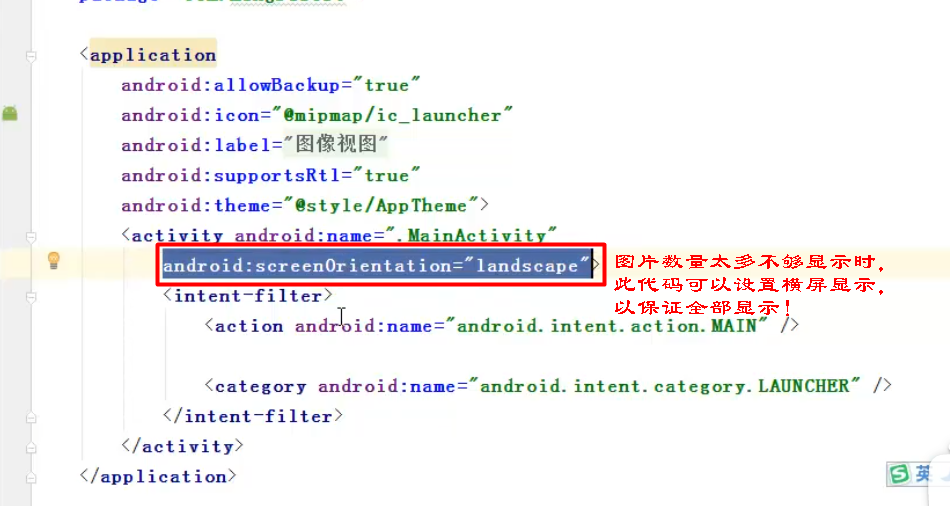 <application
android:allowBackup="true"
android:icon="@mipmap/ic_launcher"
android:label="图像视图"
android:supportsRtl="true"
android:theme="@style/AppTheme">
<activity android:name=".MainActivity"
android:screenOrientation="landscape">
图片数量太多不够显示时,
此代码可以设置横屏显示,
以保证全部显示!
<intent-filter>
<action android:name="android.intent.action.MAIN" />
<category android:name="android.intent.category.LAUNCHER" />
</intent-filter>
</activity>
</application>
英